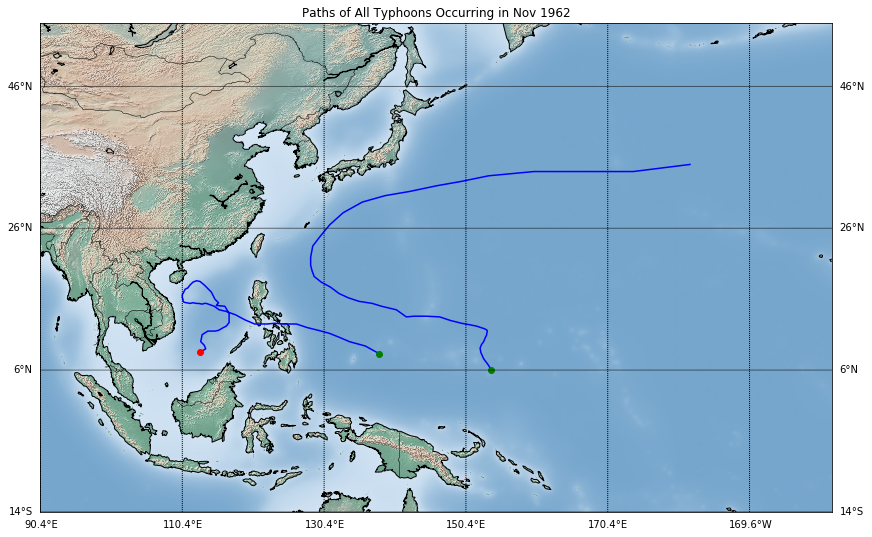 Paths of All Typhoons Occurring in Nov 1962
46°N 46°N
26°N 26°N
6°N 6°N
14°S 14°S
90.4°E 110.4°E 130.4°E 150.4°E 170.4°E 169.6°W